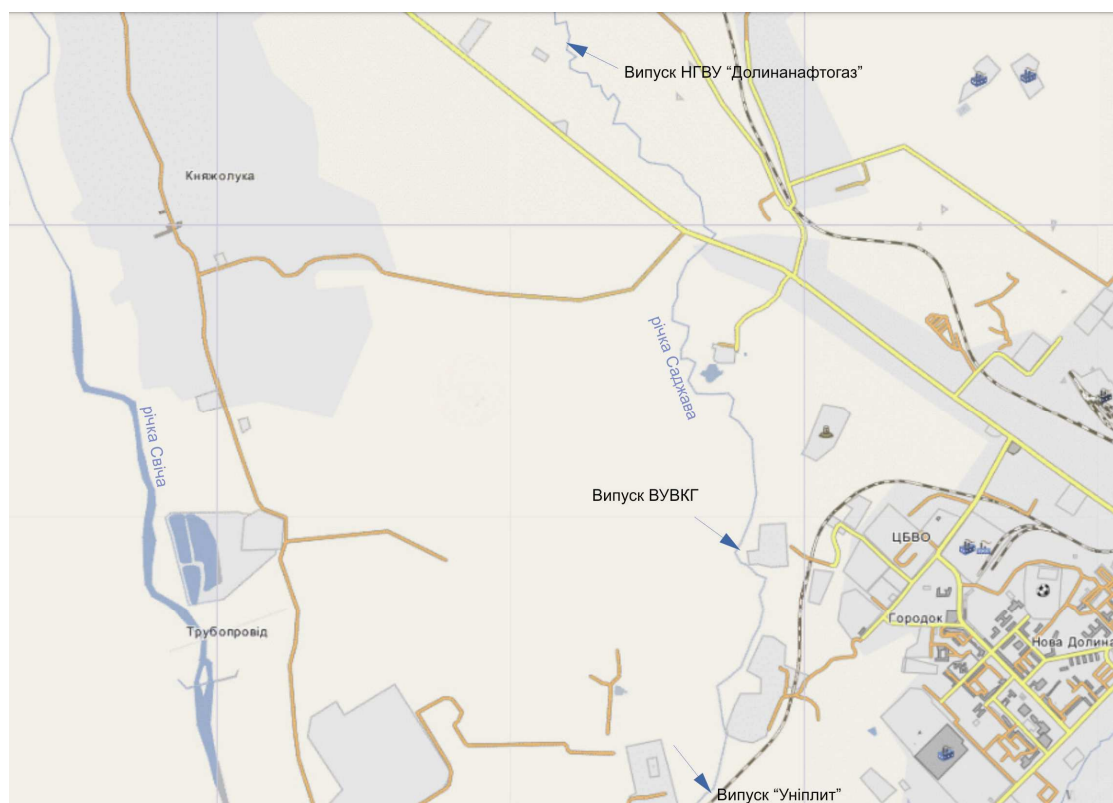 Випуск НГВУ “Долинанафтогаз”
Княжолука
річка Саджава
річка Свіча
Випуск ВУВКГ
ЦБВО
Городок
Трубопровід
Нова Долина
Випуск “Уніплит”